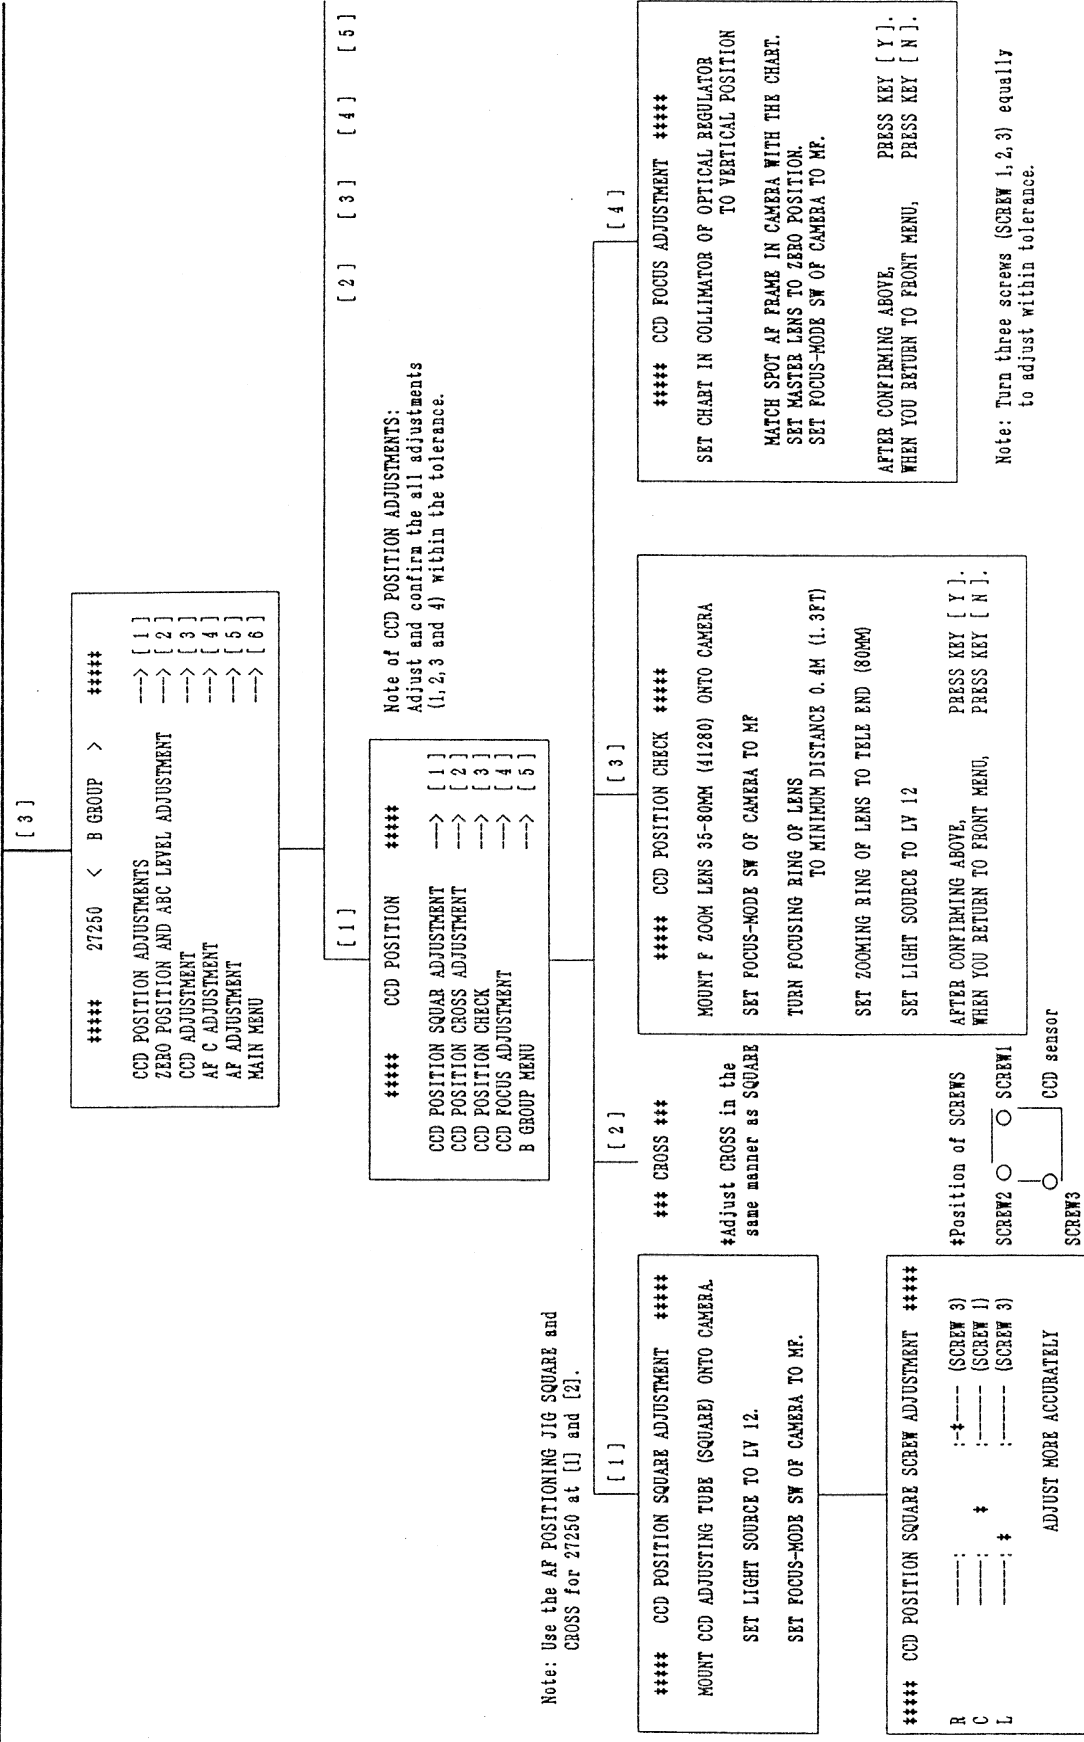 [ 3 ]
***** 27250 < B GROUP > *****
CCD POSITION ADJUSTMENTS ---> [ 1 ]
ZERO POSITION AND ABC LEVEL ADJUSTMENT ---> [ 2 ]
CCD ADJUSTMENT ---> [ 3 ]
AF C ADJUSTMENT ---> [ 4 ]
AF ADJUSTMENT ---> [ 5 ]
MAIN MENU ---> [ 6 ]
[ 1 ] [ 2 ] [ 3 ] [ 4 ] [ 5 ]
***** CCD POSITION *****
CCD POSITION SQUAR ADJUSTMENT ---> [ 1 ]
CCD POSITION CROSS ADJUSTMENT ---> [ 2 ]
CCD POSITION CHECK ---> [ 3 ]
CCD FOCUS ADJUSTMENT ---> [ 4 ]
B GROUP MENU ---> [ 5 ]
Note of CCD POSITION ADJUSTMENTS:
Adjust and confirm the all adjustments
(1,2,3 and 4) within the tolerance.
Note: Use the AF POSITIONING JIG SQUARE and
CROSS for 27250 at [1] and [2].
[ 1 ] [ 2 ] [ 3 ] [ 4 ]
***** CCD POSITION SQUARE ADJUSTMENT *****
MOUNT CCD ADJUSTING TUBE (SQUARE) ONTO CAMERA.
SET LIGHT SOURCE TO LV 12.
SET FOCUS-MODE SW OF CAMERA TO MF.
*** CROSS ***
*Adjust CROSS in the
same manner as SQUARE
***** CCD POSITION CHECK *****
MOUNT F ZOOM LENS 35-80MM (41280) ONTO CAMERA
SET FOCUS-MODE SW OF CAMERA TO MF
TURN FOCUSING RING OF LENS
TO MINIMUM DISTANCE 0.4M (1.3FT)
SET ZOOMING RING OF LENS TO TELE END (80MM)
SET LIGHT SOURCE TO LV 12
AFTER CONFIRMING ABOVE, PRESS KEY [ Y ].
WHEN YOU RETURN TO FRONT MENU, PRESS KEY [ N ].
***** CCD FOCUS ADJUSTMENT *****
SET CHART IN COLLIMATOR OF OPTICAL REGULATOR
TO VERTICAL POSITION
MATCH SPOT AF FRAME IN CAMERA WITH THE CHART.
SET MASTER LENS TO ZERO POSITION.
SET FOCUS-MODE SW OF CAMERA TO MF.
AFTER CONFIRMING ABOVE, PRESS KEY [ Y ].
WHEN YOU RETURN TO FRONT MENU, PRESS KEY [ N ].
Note: Turn three screws (SCREW 1,2,3) equally
to adjust within tolerance.
***** CCD POSITION SQUARE SCREW ADJUSTMENT *****
R -----: :-*---- (SCREW 3)
C -----: * :------ (SCREW 1)
L -----: * :------ (SCREW 3)
ADJUST MORE ACCURATELY
*Position of SCREWS
SCREW2 SCREW1
CCD sensor
SCREW3